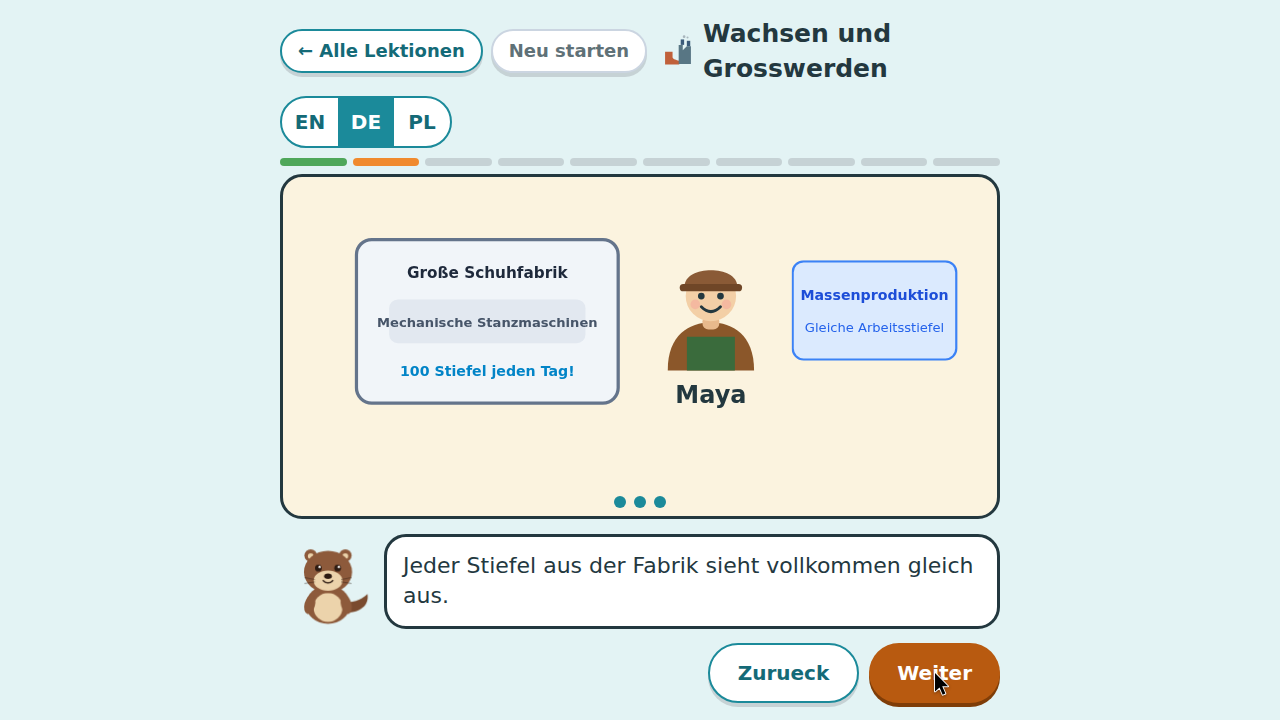 ← Alle Lektionen
Neu starten
Wachsen und
Grosswerden
EN DE PL
Große Schuhfabrik
Mechanische Stanzmaschinen
100 Stiefel jeden Tag!
Maya
Massenproduktion
Gleiche Arbeitsstiefel
Jeder Stiefel aus der Fabrik sieht vollkommen gleich
aus.
Zurueck
Weiter